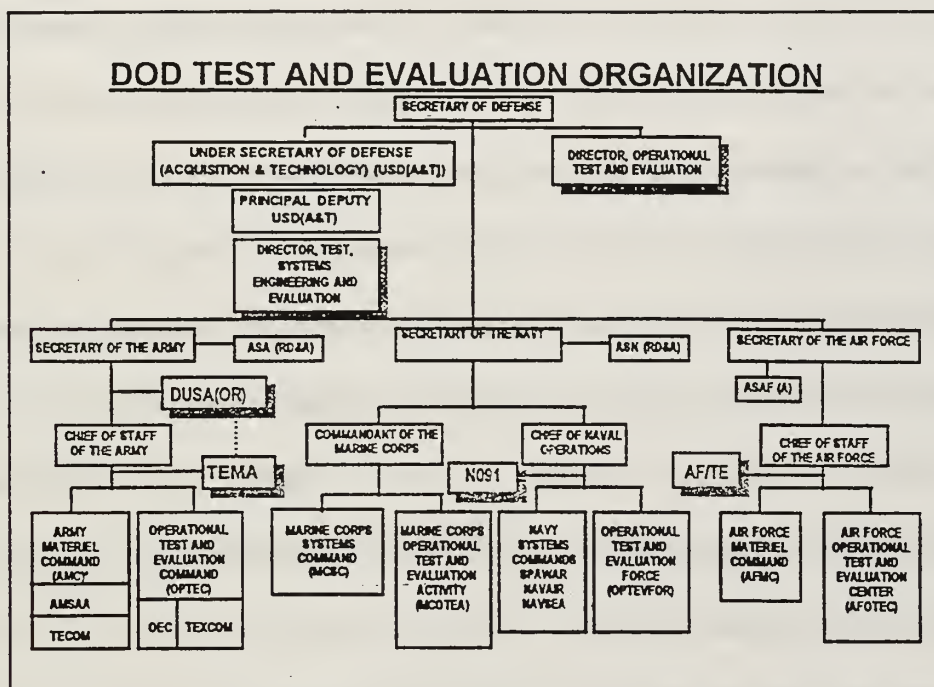 DOD TEST AND EVALUATION ORGANIZATION
SECRETARY OF DEFENSE
UNDER SECRETARY OF DEFENSE
(ACQUISITION & TECHNOLOGY) (USD[A&T])
DIRECTOR, OPERATIONAL
TEST AND EVALUATION
PRINCIPAL DEPUTY
USD(A&T)
DIRECTOR, TEST,
SYSTEMS
ENGINEERING AND
EVALUATION
SECRETARY OF THE ARMY
ASA (RD&A)
SECRETART OF THE NAVY
ASN (RD&A)
SECRETARY OF THE AIR FORCE
ASAF (A)
DUSA(OR)
CHIEF OF STAFF
OF THE ARMY
COMMANDANT OF THE
MARINE CORPS
CHIEF OF NAVAL
OPERATIONS
CHIEF OF STAFF
OF THE AIR FORCE
TEMA
N091
AF/TE
ARMY
MATERIEL
COMMAND
(AMC)
AMSAA
TECOM
OPERATIONAL
TEST AND
EVALUATION
COMMAND
(OPTEC)
OEC
TEXCOM
MARINE CORPS
SYSTEMS
COMMAND
(MCSC)
MARINE CORPS
OPERATIONAL
TEST AND
EVALUATION
ACTIVITY
(MCOTEA)
NAVY
SYSTEMS
COMMANDS
SPAWAR
NAVAIR
NAVSEA
OPERATIONAL
TEST AND
EVALUATION
FORCE
(OPTEVFOR)
AIR FORCE
MATERIEL
COMMAND
(AFMC)
AIR FORCE
OPERATIONAL
TEST AND
EVALUATION
CENTER
(AFOTEC)